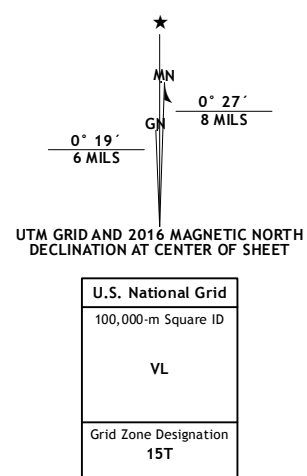 ★
MN
0° 27´
8 MILS
GN
0° 19´
6 MILS
UTM GRID AND 2016 MAGNETIC NORTH
DECLINATION AT CENTER OF SHEET
U.S. National Grid
100,000-m Square ID
VL
Grid Zone Designation
15T